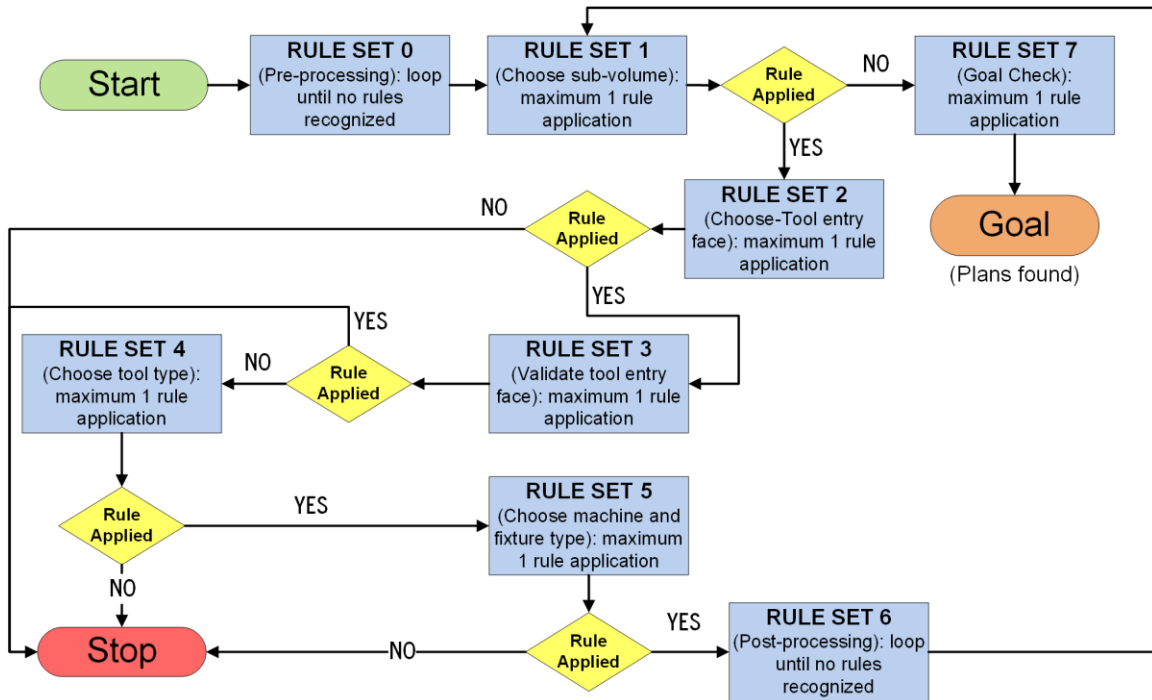 Start
RULE SET 0
(Pre-processing): loop
until no rules
recognized
RULE SET 1
(Choose sub-volume):
maximum 1 rule
application
Rule
Applied
NO
RULE SET 7
(Goal Check):
maximum 1 rule
application
YES
Goal
(Plans found)
RULE SET 2
(Choose-Tool entry
face): maximum 1 rule
application
Rule
Applied
NO
YES
RULE SET 3
(Validate tool entry
face): maximum 1 rule
application
Rule
Applied
YES
NO
RULE SET 4
(Choose tool type):
maximum 1 rule
application
Rule
Applied
YES
NO
RULE SET 5
(Choose machine and
fixture type): maximum
1 rule application
Rule
Applied
YES
NO
RULE SET 6
(Post-processing): loop
until no rules
recognized
Stop